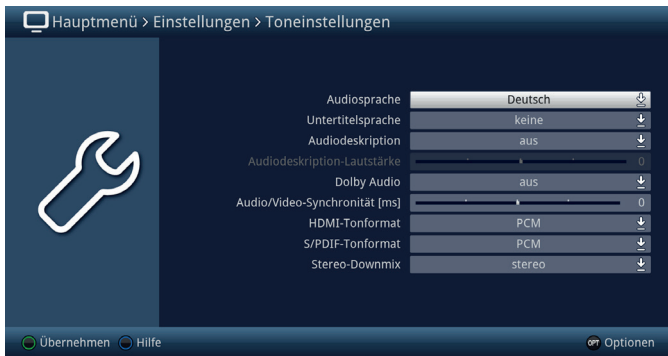 Hauptmenü > Einstellungen > Toneinstellungen
Audiosprache Deutsch
Untertitelsprache keine
Audiodeskription aus
Audiodeskription-Lautstärke 0
Dolby Audio aus
Audio/Video-Synchronität [ms] 0
HDMI-Tonformat PCM
S/PDIF-Tonformat PCM
Stereo-Downmix stereo
Übernehmen Hilfe OPT Optionen